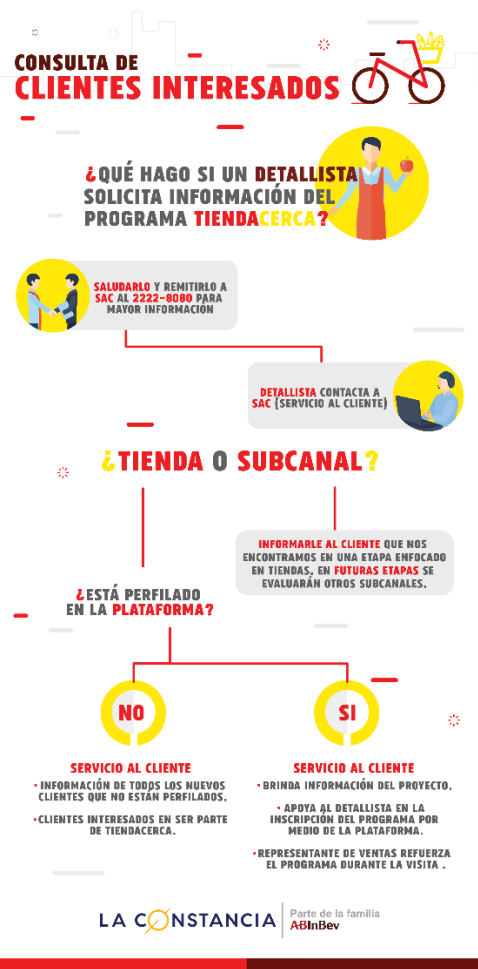 CONSULTA DE
CLIENTES INTERESADOS
¿QUÉ HAGO SI UN DETALLISTA
SOLICITA INFORMACIÓN DEL
PROGRAMA TIENDACERCA?
SALUDARLO Y REMITIRLO A
SAC AL 2222-8080 PARA
MAYOR INFORMACIÓN
DETALLISTA CONTACTA A
SAC (SERVICIO AL CLIENTE)
¿TIENDA O SUBCANAL?
INFORMARLE AL CLIENTE QUE NOS
ENCONTRAMOS EN UNA ETAPA ENFOCADO
EN TIENDAS, EN FUTURAS ETAPAS SE
EVALUARÁN OTROS SUBCANALES.
¿ESTÁ PERFILADO
EN LA PLATAFORMA?
NO
SERVICIO AL CLIENTE
• INFORMACIÓN DE TODOS LOS NUEVOS
CLIENTES QUE NO ESTÁN PERFILADOS.
• CLIENTES INTERESADOS EN SER PARTE
DE TIENDACERCA.
SI
SERVICIO AL CLIENTE
• BRINDA INFORMACIÓN DEL PROYECTO.
• APOYA AL DETALLISTA EN LA
INSCRIPCIÓN DEL PROGRAMA POR
MEDIO DE LA PLATAFORMA.
• REPRESENTANTE DE VENTAS REFUERZA
EL PROGRAMA DURANTE LA VISITA .
LA CONSTANCIA
Parte de la familia
ABInBev